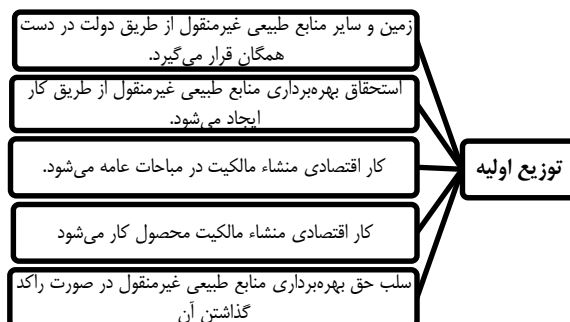 زمین و سایر منابع طبیعی غیرمنقول از طریق دولت در دست
همگان قرار می‌گیرد.
استحقاق بهره‌برداری منابع طبیعی غیرمنقول از طریق کار
ایجاد می‌شود.
کار اقتصادی منشاء مالکیت در مباحات عامه می‌شود.
کار اقتصادی منشاء مالکیت محصول کار می‌شود
سلب حق بهره‌برداری منابع طبیعی غیرمنقول در صورت راکد
گذاشتن آن
توزیع اولیه